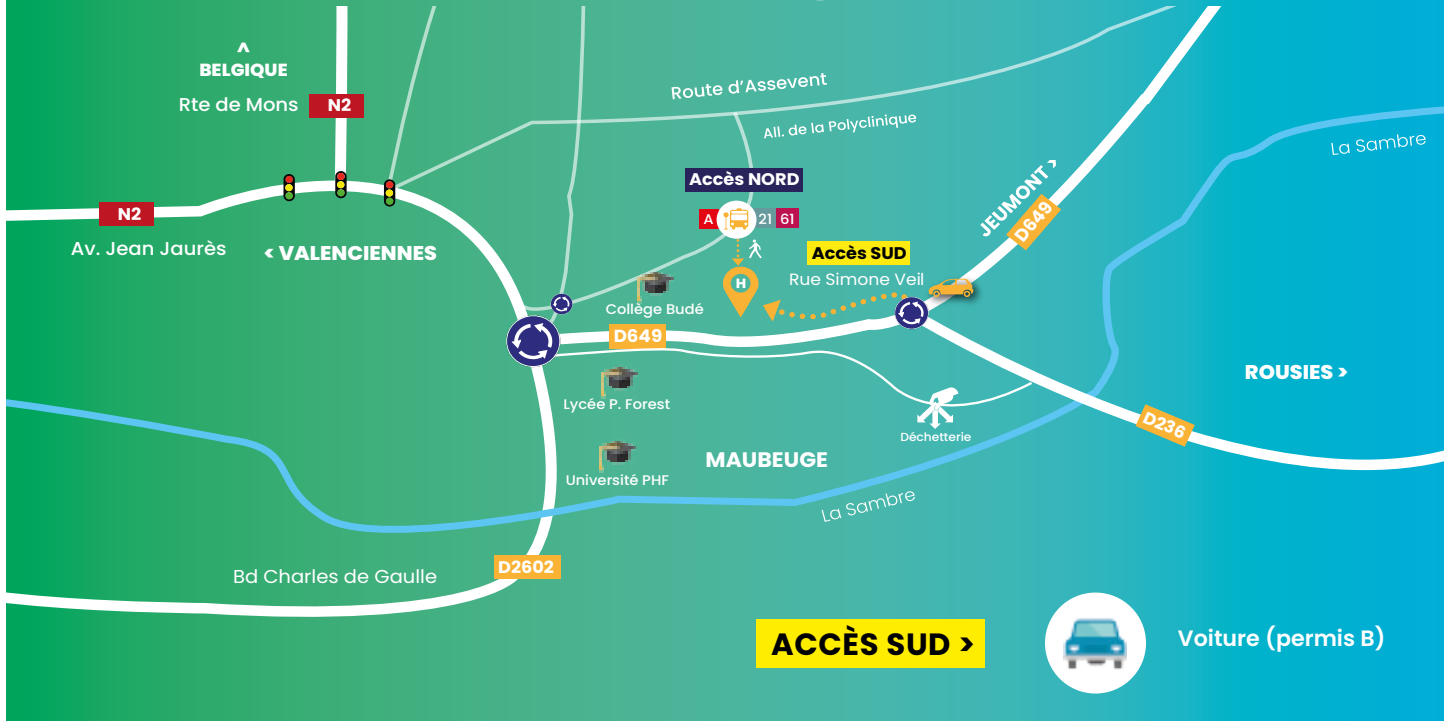 ^
BELGIQUE
Rte de Mons N2
Route d'Assevent
All. de la Polyclinique
La Sambre
Accès NORD
JEUMONT >
D649
N2
A 21 61
Av. Jean Jaurès
< VALENCIENNES
Accès SUD
Rue Simone Veil
H
Collège Budé
D649
ROUSIES >
Lycée P. Forest
D236
Déchetterie
MAUBEUGE
Université PHF
La Sambre
D2602
Bd Charles de Gaulle
ACCÈS SUD >
Voiture (permis B)